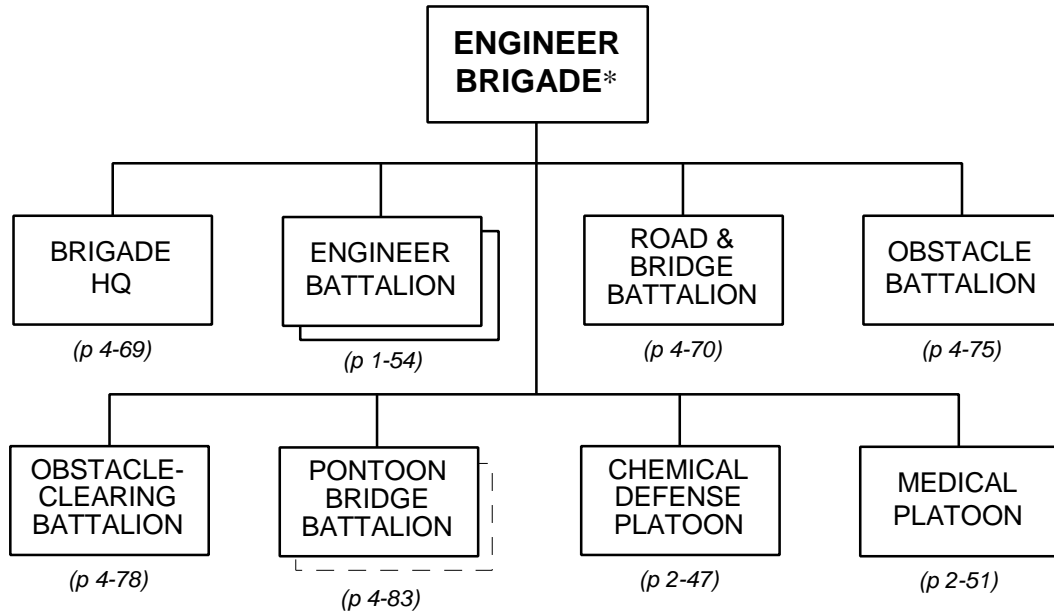 ENGINEER
BRIGADE*
BRIGADE
HQ
(p 4-69)
ENGINEER
BATTALION
(p 1-54)
ROAD &
BRIDGE
BATTALION
(p 4-70)
OBSTACLE
BATTALION
(p 4-75)
OBSTACLE-
CLEARING
BATTALION
(p 4-78)
PONTOON
BRIDGE
BATTALION
(p 4-83)
CHEMICAL
DEFENSE
PLATOON
(p 2-47)
MEDICAL
PLATOON
(p 2-51)